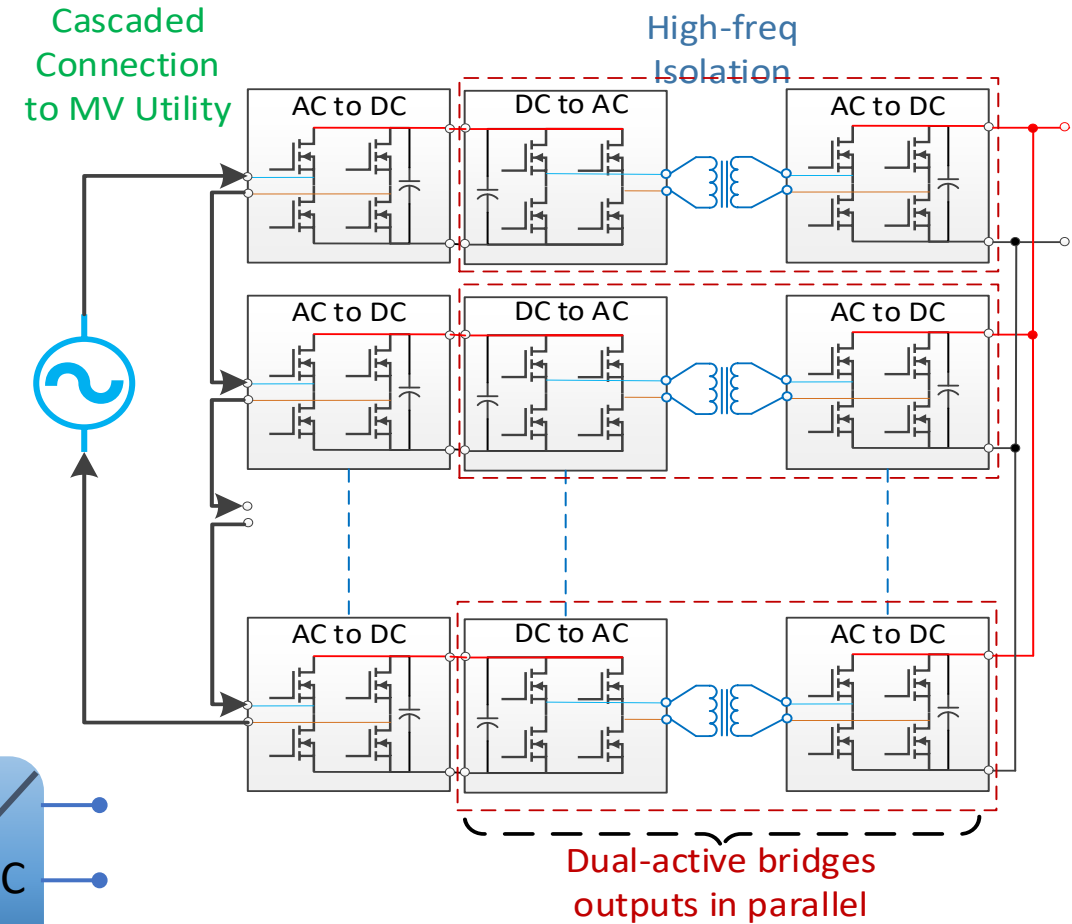 Cascaded
Connection
to MV Utility
High-freq
Isolation
AC to DC
DC to AC
AC to DC
AC to DC
DC to AC
AC to DC
AC to DC
DC to AC
AC to DC
C
Dual-active bridges
outputs in parallel